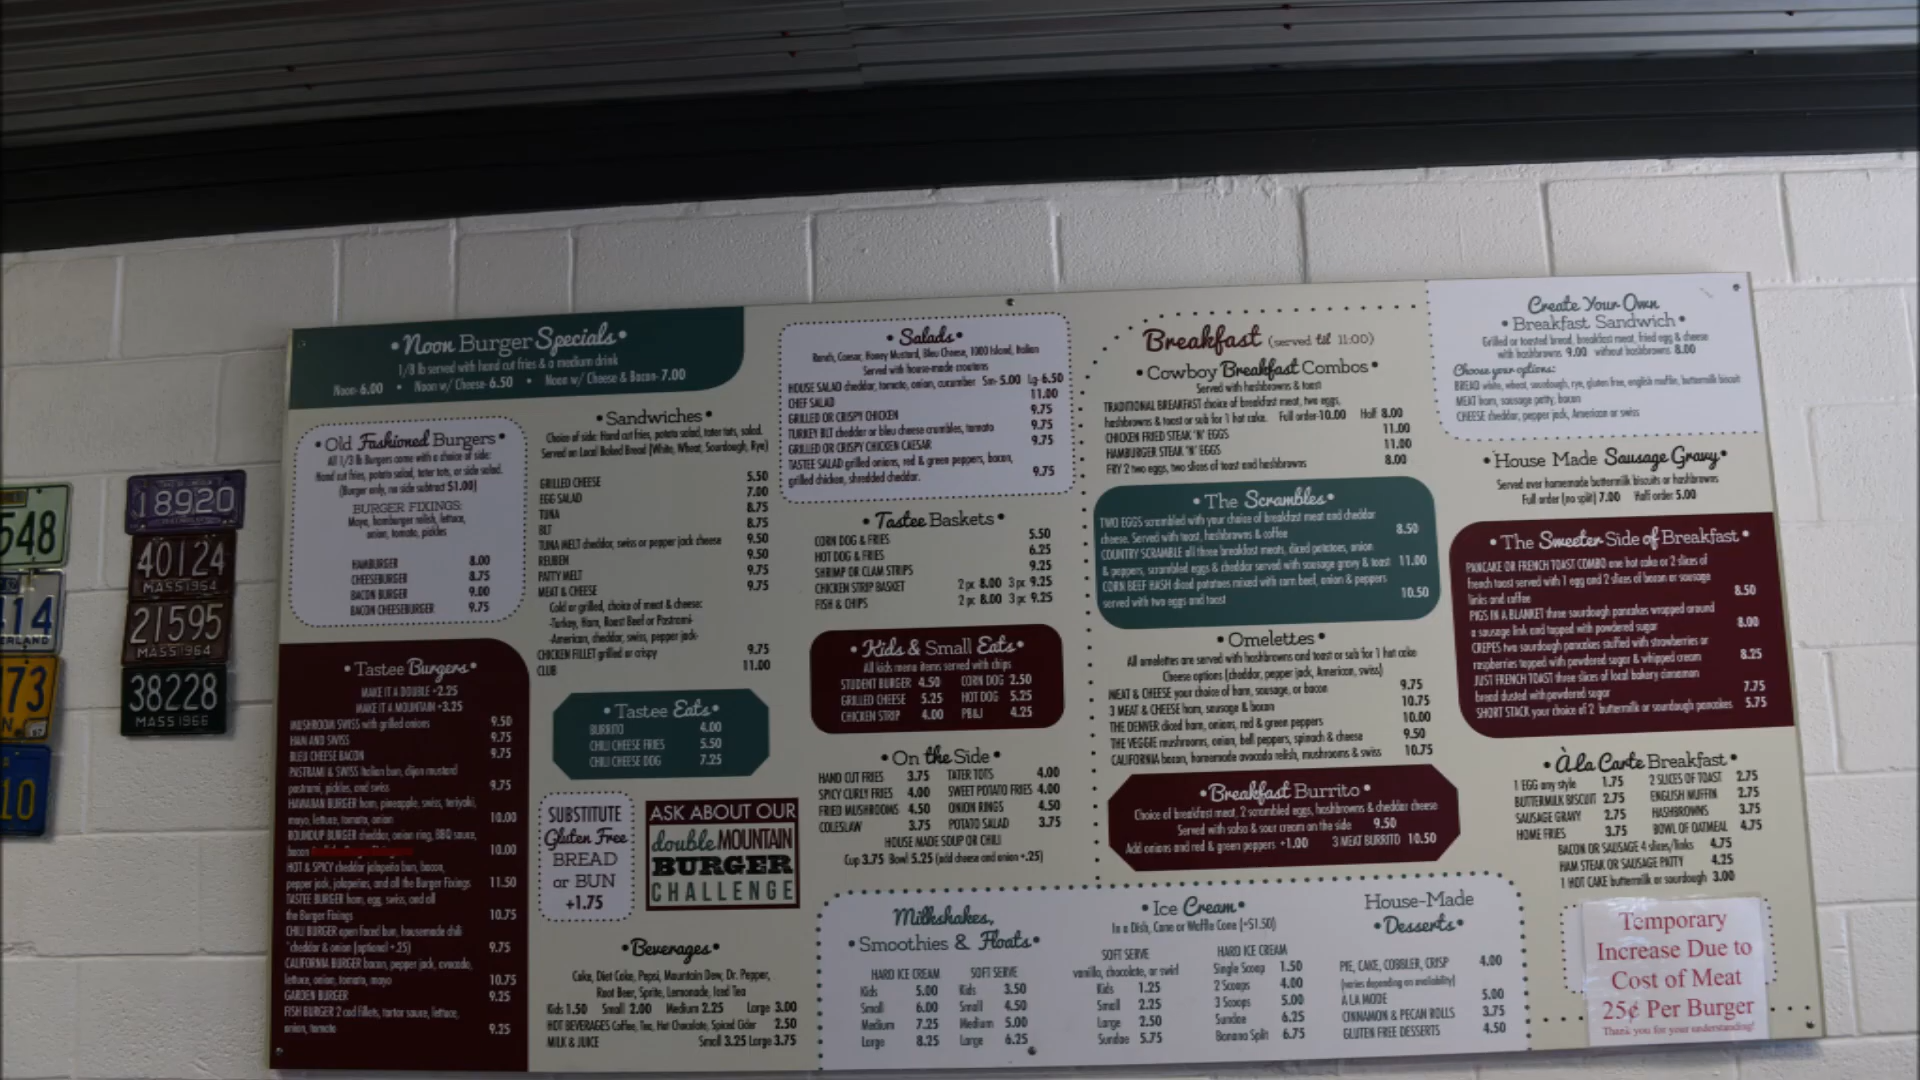 548
414
ERLAND
73
10
18920
40124
MASS 1954
21595
MASS 1964
38228
MASS 1966
• Noon Burger Specials •
1/8 lb served with hand cut fries & a medium drink
Noon- 6.00 • Noon w/ Cheese- 6.50 • Noon w/ Cheese & Bacon- 7.00
• Old Fashioned Burgers •
All 1/3 lb Burgers come with a choice of side:
Hand cut fries, potato salad, tater tots, or side salad.
(Burger only, no side subtract $1.00)
BURGER FIXINGS:
Mayo, hamburger relish, lettuce,
onion, tomato, pickles
HAMBURGER 8.00
CHEESEBURGER 8.75
BACON BURGER 9.00
BACON CHEESEBURGER 9.75
• Tastee Burgers •
MAKE IT A DOUBLE +2.25
MAKE IT A MOUNTAIN +3.25
MUSHROOM SWISS with grilled onions 9.50
HAM AND SWISS 9.75
BLEU CHEESE BACON 9.75
PASTRAMI & SWISS Italian bun, dijon mustard
pastrami, pickles, and swiss 9.75
HAWAIIAN BURGER ham, pineapple, swiss, teriyaki,
mayo, lettuce, tomato, onion 10.00
ROUNDUP BURGER cheddar, onion ring, BBQ sauce,
bacon 10.00
HOT & SPICY cheddar jalapeño bun, bacon,
pepper jack, jalapeños, and all the Burger Fixings 11.50
TASTEE BURGER ham, egg, swiss, and all
the Burger Fixings 10.75
CHILI BURGER open faced bun, housemade chili
*cheddar & onion (optional +.25) 9.75
CALIFORNIA BURGER bacon, pepper jack, avocado,
lettuce, onion, tomato, mayo 10.75
GARDEN BURGER 9.25
FISH BURGER 2 cod fillets, tartar sauce, lettuce,
onion, tomato 9.25
• Sandwiches •
Choice of side: Hand cut fries, potato salad, tater tots, salad.
Served on Local Baked Bread (White, Wheat, Sourdough, Rye)
GRILLED CHEESE 5.50
EGG SALAD 7.00
TUNA 8.75
BLT 8.75
TUNA MELT cheddar, swiss or pepper jack cheese 9.50
REUBEN 9.50
PATTY MELT 9.75
MEAT & CHEESE 9.75
Cold or grilled, choice of meat & cheese:
-Turkey, Ham, Roast Beef or Pastrami-
-American, cheddar, swiss, pepper jack-
CHICKEN FILLET grilled or crispy 9.75
CLUB 11.00
• Tastee Eats •
BURRITO 4.00
CHILI CHEESE FRIES 5.50
CHILI CHEESE DOG 7.25
SUBSTITUTE
Gluten Free
BREAD
or BUN
+1.75
ASK ABOUT OUR
double MOUNTAIN
BURGER
CHALLENGE
• Beverages •
Coke, Diet Coke, Pepsi, Mountain Dew, Dr. Pepper,
Root Beer, Sprite, Lemonade, Iced Tea
Kids 1.50 Small 2.00 Medium 2.25 Large 3.00
HOT BEVERAGES Coffee, Tea, Hot Chocolate, Spiced Cider 2.50
MILK & JUICE Small 3.25 Large 3.75
• Salads •
Ranch, Caesar, Honey Mustard, Bleu Cheese, 1000 Island, Italian
Served with house-made croutons
HOUSE SALAD cheddar, tomato, onion, cucumber Sm- 5.00 Lg- 6.50
CHEF SALAD 11.00
GRILLED OR CRISPY CHICKEN 9.75
TURKEY BLT cheddar or bleu cheese crumbles, tomato 9.75
GRILLED OR CRISPY CHICKEN CAESAR 9.75
TASTEE SALAD grilled onions, red & green peppers, bacon,
grilled chicken, shredded cheddar. 9.75
• Tastee Baskets •
CORN DOG & FRIES 5.50
HOT DOG & FRIES 6.25
SHRIMP OR CLAM STRIPS 9.25
CHICKEN STRIP BASKET 2 pc 8.00 3 pc 9.25
FISH & CHIPS 2 pc 8.00 3 pc 9.25
• Kids & Small Eats •
All kids menu items served with chips
STUDENT BURGER 4.50 CORN DOG 2.50
GRILLED CHEESE 5.25 HOT DOG 5.25
CHICKEN STRIP 4.00 PB&J 4.25
• On the Side •
HAND CUT FRIES 3.75 TATER TOTS 4.00
SPICY CURLY FRIES 4.00 SWEET POTATO FRIES 4.00
FRIED MUSHROOMS 4.50 ONION RINGS 4.50
COLESLAW 3.75 POTATO SALAD 3.75
HOUSE MADE SOUP OR CHILI
Cup 3.75 Bowl 5.25 (add cheese and onion +.25)
Breakfast (served til 11:00)
• Cowboy Breakfast Combos •
Served with hashbrowns & toast
TRADITIONAL BREAKFAST choice of breakfast meat, two eggs,
hashbrowns & toast or sub for 1 hot cake. Full order-10.00 Half 8.00
CHICKEN FRIED STEAK 'N' EGGS 11.00
HAMBURGER STEAK 'N' EGGS 11.00
FRY 2 two eggs, two slices of toast and hashbrowns 8.00
• The Scrambles •
TWO EGGS scrambled with your choice of breakfast meat and cheddar
cheese. Served with toast, hashbrowns & coffee 8.50
COUNTRY SCRAMBLE all three breakfast meats, diced potatoes, onion
& peppers, scrambled eggs & cheddar served with sausage gravy & toast 11.00
CORN BEEF HASH diced potatoes mixed with corn beef, onion & peppers
served with two eggs and toast 10.50
• Omelettes •
All omelettes are served with hashbrowns and toast or sub for 1 hot cake
Cheese options (cheddar, pepper jack, American, swiss)
MEAT & CHEESE your choice of ham, sausage, or bacon 9.75
3 MEAT & CHEESE ham, sausage & bacon 10.75
THE DENVER diced ham, onions, red & green peppers 10.00
THE VEGGIE mushrooms, onion, bell peppers, spinach & cheese 9.50
CALIFORNIA bacon, homemade avocado relish, mushrooms & swiss 10.75
• Breakfast Burrito •
Choice of breakfast meat, 2 scrambled eggs, hashbrowns & cheddar cheese
Served with salsa & sour cream on the side 9.50
Add onions and red & green peppers +1.00 3 MEAT BURRITO 10.50
Create Your Own
• Breakfast Sandwich •
Grilled or toasted bread, breakfast meat, fried egg & cheese
with hashbrowns 9.00 without hashbrowns 8.00
Choose your options:
BREAD white, wheat, sourdough, rye, gluten free, english muffin, buttermilk biscuit
MEAT ham, sausage patty, bacon
CHEESE cheddar, pepper jack, American or swiss
• House Made Sausage Gravy •
Served over homemade buttermilk biscuits or hashbrowns
Full order (no split) 7.00 Half order 5.00
• The Sweeter Side of Breakfast •
PANCAKE OR FRENCH TOAST COMBO one hot cake or 2 slices of
french toast served with 1 egg and 2 slices of bacon or sausage
links and coffee 8.50
PIGS IN A BLANKET three sourdough pancakes wrapped around
a sausage link and topped with powdered sugar 8.00
CREPES two sourdough pancakes stuffed with strawberries or
raspberries topped with powdered sugar & whipped cream 8.25
JUST FRENCH TOAST three slices of local bakery cinnamon
bread dusted with powdered sugar 7.75
SHORT STACK your choice of 2 buttermilk or sourdough pancakes 5.75
• À la Carte Breakfast •
1 EGG any style 1.75 2 SLICES OF TOAST 2.75
BUTTERMILK BISCUIT 2.75 ENGLISH MUFFIN 2.75
SAUSAGE GRAVY 2.75 HASHBROWNS 3.75
HOME FRIES 3.75 BOWL OF OATMEAL 4.75
BACON OR SAUSAGE 4 slices/links 4.75
HAM STEAK OR SAUSAGE PATTY 4.25
1 HOT CAKE buttermilk or sourdough 3.00
Milkshakes,
• Smoothies & Floats •
HARD ICE CREAM SOFT SERVE
Kids 5.00 Kids 3.50
Small 6.00 Small 4.50
Medium 7.25 Medium 5.00
Large 8.25 Large 6.25
• Ice Cream •
In a Dish, Cone or Waffle Cone (+$1.50)
SOFT SERVE
vanilla, chocolate, or swirl
Kids 1.25
Small 2.25
Large 2.50
Sundae 5.75
HARD ICE CREAM
Single Scoop 1.50
2 Scoops 4.00
3 Scoops 5.00
Sundae 6.25
Banana Split 6.75
House-Made
• Desserts •
PIE, CAKE, COBBLER, CRISP 4.00
(varies depending on availability)
A LA MODE 5.00
CINNAMON & PECAN ROLLS 3.75
GLUTEN FREE DESSERTS 4.50
Temporary
Increase Due to
Cost of Meat
25¢ Per Burger
Thank you for your understanding!